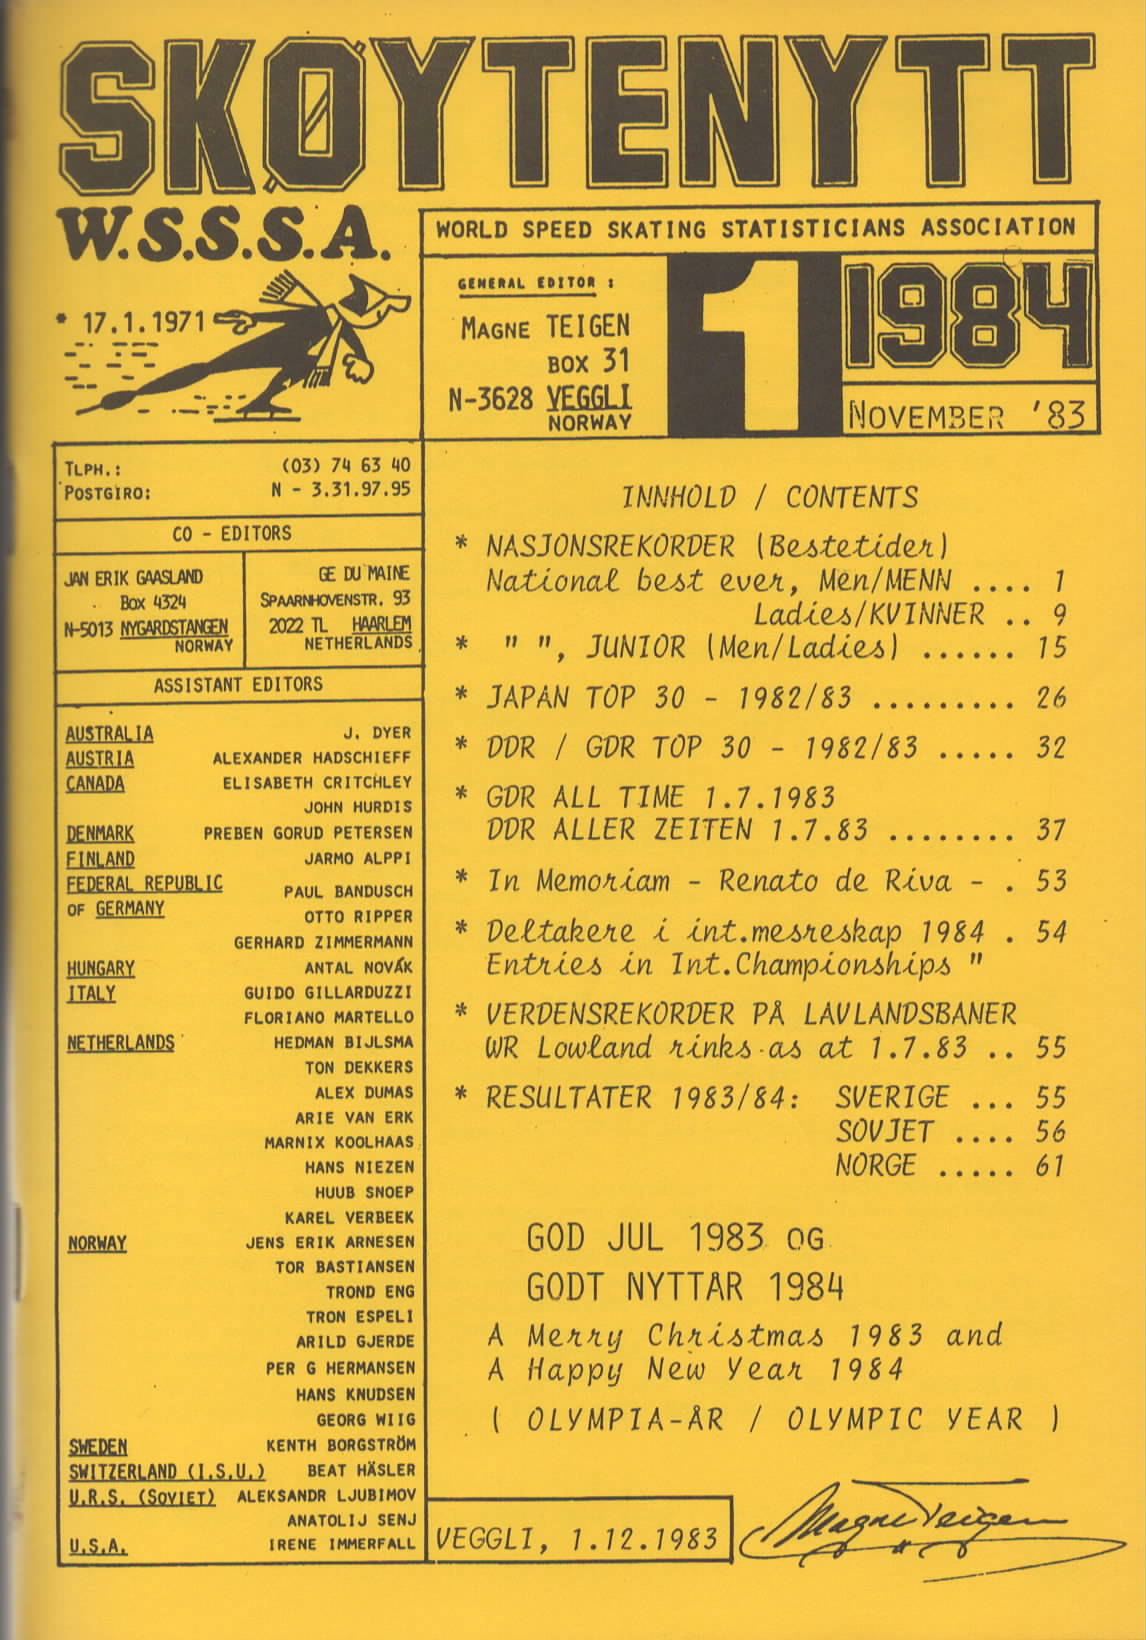 SKØYTENYTT
W.S.S.S.A.
* 17.1.1971
WORLD SPEED SKATING STATISTICIANS ASSOCIATION
GENERAL EDITOR :
MAGNE TEIGEN
BOX 31
N-3628 VEGGLI
NORWAY
1
1984
NOVEMBER '83
TLPH.: (03) 74 63 40
POSTGIRO: N - 3.31.97.95
CO - EDITORS
JAN ERIK GAASLAND
BOX 4324
N-5013 NYGARDSTANGEN
NORWAY
GE DU MAINE
SPAARNHOVENSTR. 93
2022 TL HAARLEM
NETHERLANDS
ASSISTANT EDITORS
AUSTRALIA J. DYER
AUSTRIA ALEXANDER HADSCHIEFF
CANADA ELISABETH CRITCHLEY
JOHN HURDIS
DENMARK PREBEN GORUD PETERSEN
FINLAND JARMO ALPPI
FEDERAL REPUBLIC PAUL BANDUSCH
OF GERMANY OTTO RIPPER
GERHARD ZIMMERMANN
HUNGARY ANTAL NOVÁK
ITALY GUIDO GILLARDUZZI
FLORIANO MARTELLO
NETHERLANDS HEDMAN BIJLSMA
TON DEKKERS
ALEX DUMAS
ARIE VAN ERK
MARNIX KOOLHAAS
HANS NIEZEN
HUUB SNOEP
KAREL VERBEEK
NORWAY JENS ERIK ARNESEN
TOR BASTIANSEN
TROND ENG
TRON ESPELI
ARILD GJERDE
PER G HERMANSEN
HANS KNUDSEN
GEORG WIIG
SWEDEN KENTH BORGSTRÖM
SWITZERLAND (I.S.U.) BEAT HÄSLER
U.R.S. (SOVIET) ALEKSANDR LJUBIMOV
ANATOLIJ SENJ
U.S.A. IRENE IMMERFALL
INNHOLD / CONTENTS
* NASJONSREKORDER (Bestetider)
National best ever, Men/MENN .... 1
Ladies/KVINNER .. 9
* " ", JUNIOR (Men/Ladies) ...... 15
* JAPAN TOP 30 - 1982/83 ......... 26
* DDR / GDR TOP 30 - 1982/83 ..... 32
* GDR ALL TIME 1.7.1983
DDR ALLER ZEITEN 1.7.83 ........ 37
* In Memoriam - Renato de Riva - . 53
* Deltakere i int.mesreskap 1984 . 54
Entries in Int.Championships "
* VERDENSREKORDER PÅ LAVLANDSBANER
WR Lowland rinks as at 1.7.83 .. 55
* RESULTATER 1983/84: SVERIGE ... 55
SOVJET .... 56
NORGE ..... 61
GOD JUL 1983 OG
GODT NYTTÅR 1984
A Merry Christmas 1983 and
A Happy New Year 1984
( OLYMPIA-ÅR / OLYMPIC YEAR )
VEGGLI, 1.12.1983
Magne Teigen